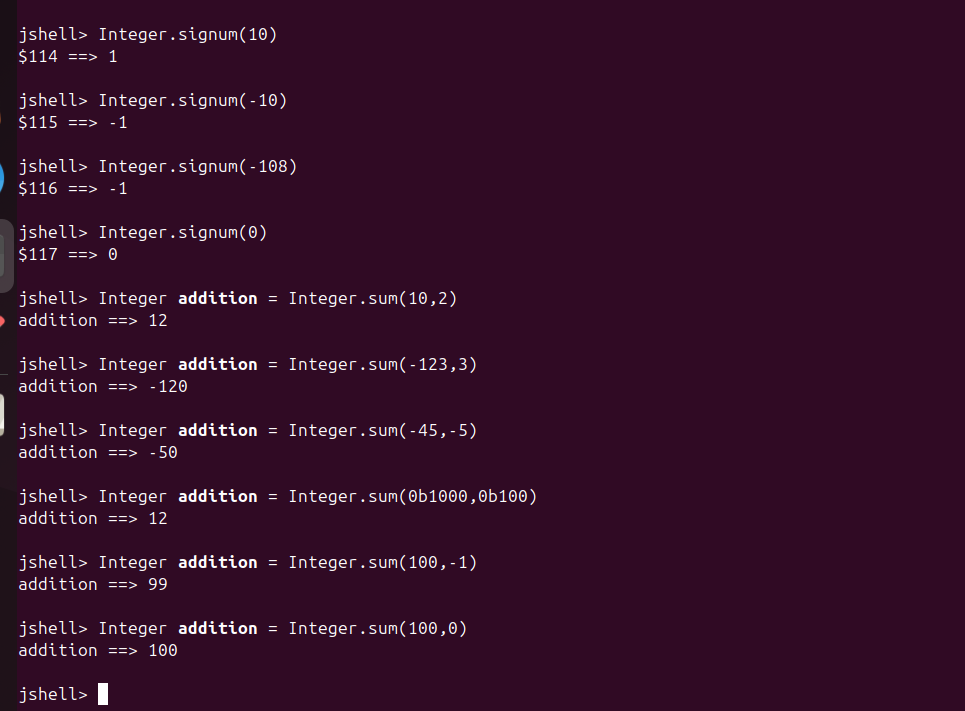 jshell> Integer.signum(10)
$114 ==> 1
jshell> Integer.signum(-10)
$115 ==> -1
jshell> Integer.signum(-108)
$116 ==> -1
jshell> Integer.signum(0)
$117 ==> 0
jshell> Integer addition = Integer.sum(10,2)
addition ==> 12
jshell> Integer addition = Integer.sum(-123,3)
addition ==> -120
jshell> Integer addition = Integer.sum(-45,-5)
addition ==> -50
jshell> Integer addition = Integer.sum(0b1000,0b100)
addition ==> 12
jshell> Integer addition = Integer.sum(100,-1)
addition ==> 99
jshell> Integer addition = Integer.sum(100,0)
addition ==> 100
jshell>